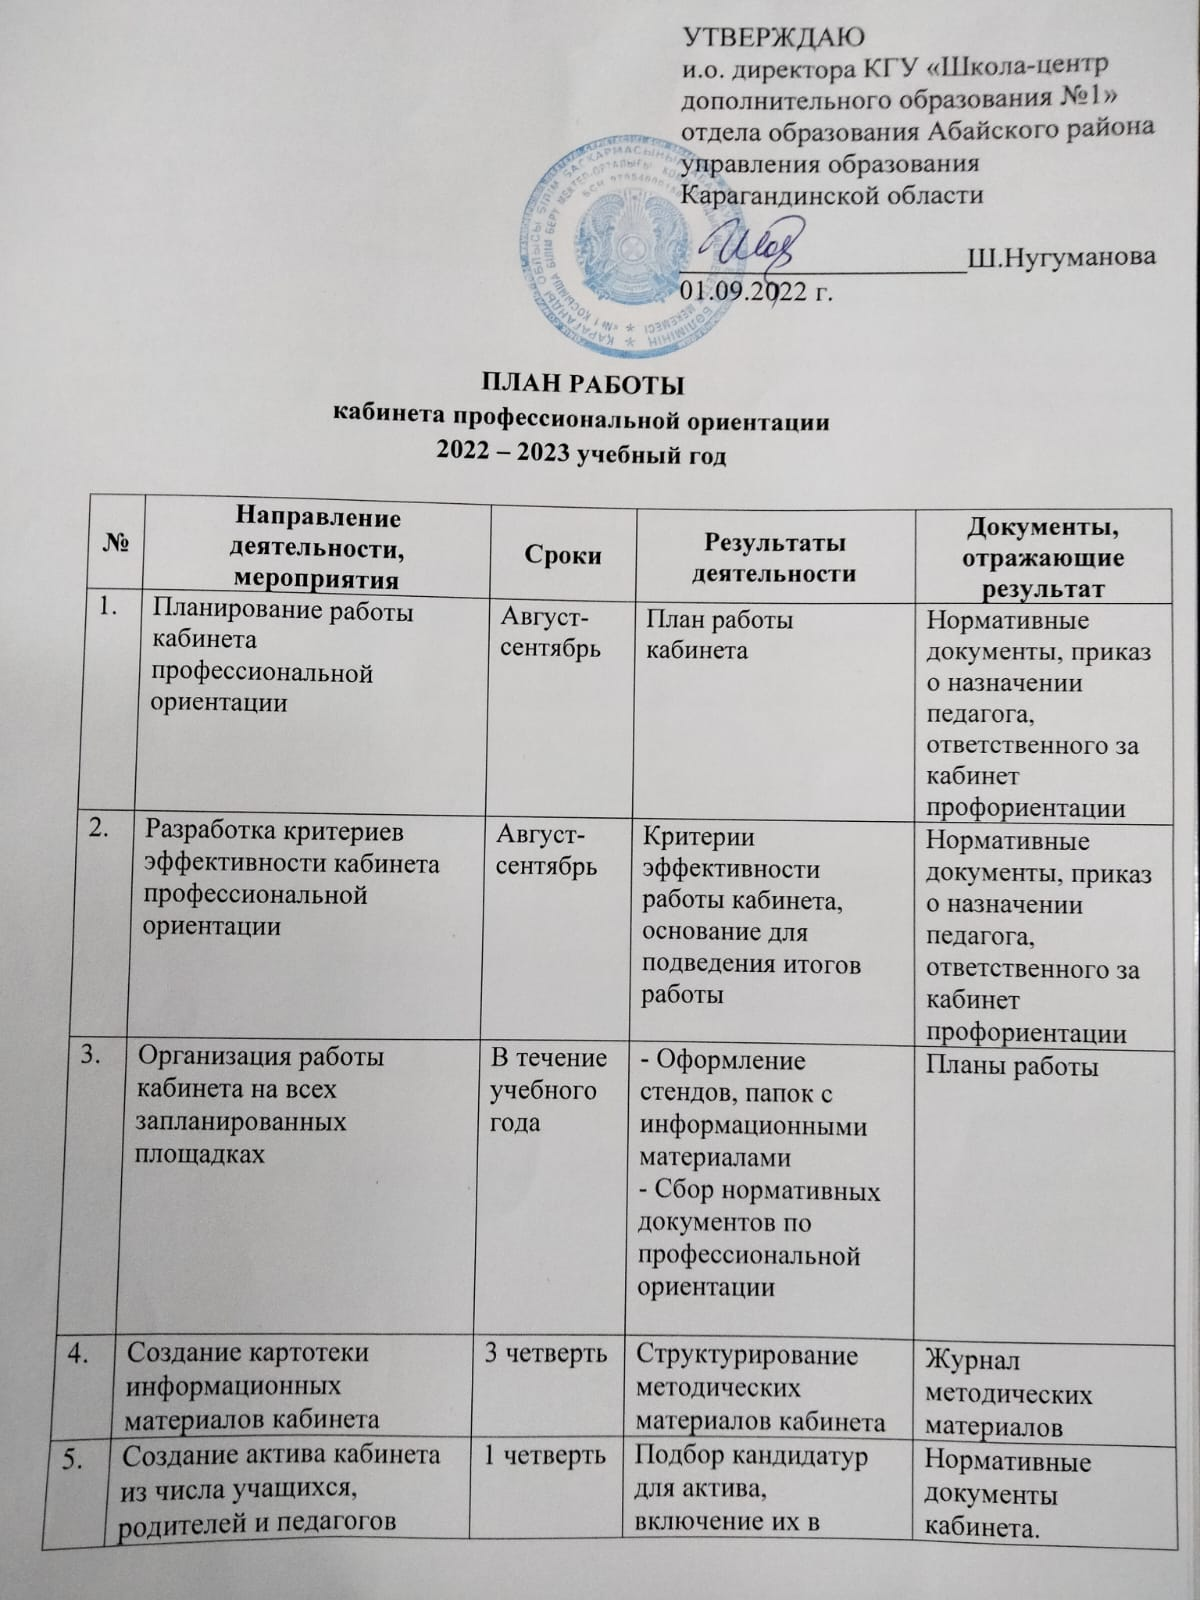 УТВЕРЖДАЮ
и.о. директора КГУ «Школа-центр
дополнительного образования №1»
отдела образования Абайского района
управления образования
Карагандинской области
Ш.Нугуманова
01.09.2022 г.
ПЛАН РАБОТЫ
кабинета профессиональной ориентации
2022 – 2023 учебный год
№
Направление
деятельности,
мероприятия
Сроки
Результаты
деятельности
Документы,
отражающие
результат
1.
Планирование работы
кабинета
профессиональной
ориентации
Август-
сентябрь
План работы
кабинета
Нормативные
документы, приказ
о назначении
педагога,
ответственного за
кабинет
профориентации
2.
Разработка критериев
эффективности кабинета
профессиональной
ориентации
Август-
сентябрь
Критерии
эффективности
работы кабинета,
основание для
подведения итогов
работы
Нормативные
документы, приказ
о назначении
педагога,
ответственного за
кабинет
профориентации
3.
Организация работы
кабинета на всех
запланированных
площадках
В течение
учебного
года
- Оформление
стендов, папок с
информационными
материалами
- Сбор нормативных
документов по
профессиональной
ориентации
Планы работы
4.
Создание картотеки
информационных
материалов кабинета
3 четверть
Структурирование
методических
материалов кабинета
Журнал
методических
материалов
5.
Создание актива кабинета
из числа учащихся,
родителей и педагогов
1 четверть
Подбор кандидатур
для актива,
включение их в
Нормативные
документы
кабинета.